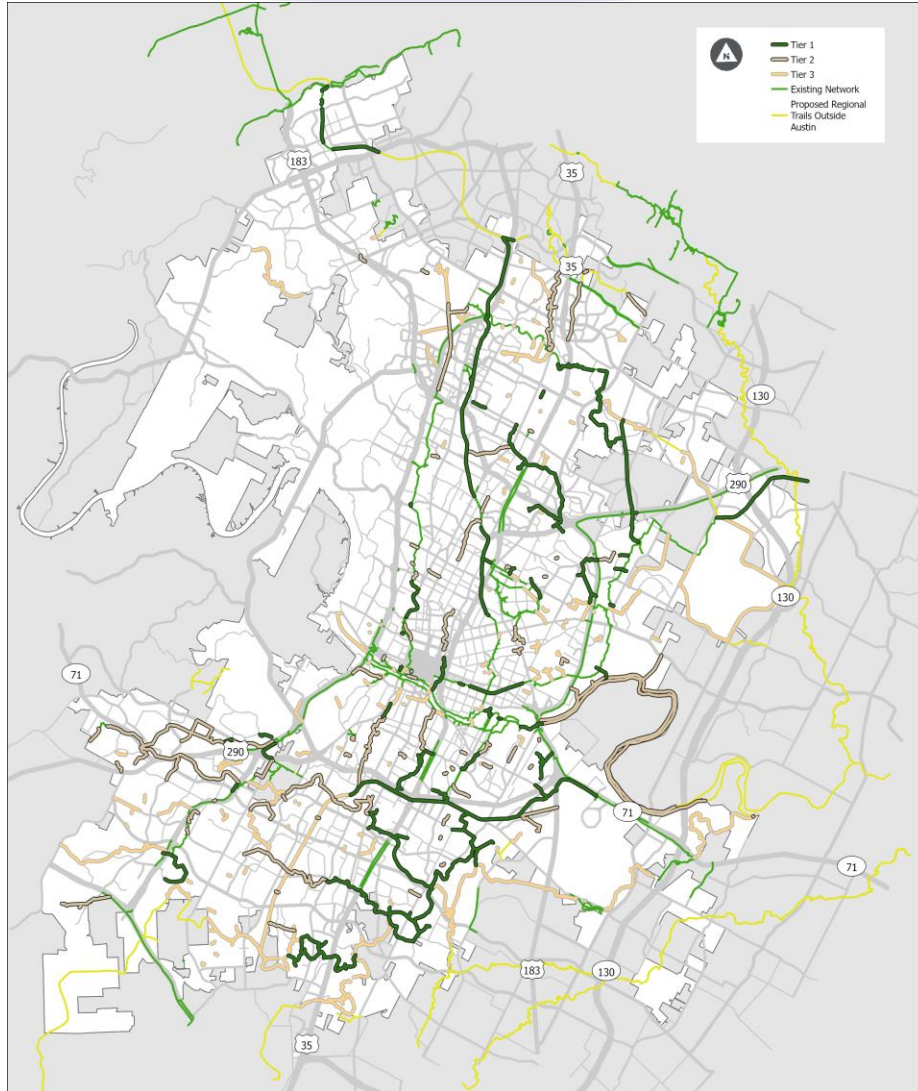 N
Tier 1
Tier 2
Tier 3
Existing Network
Proposed Regional
Trails Outside
Austin
183
35
35
130
290
130
71
290
71
71
183
130
35